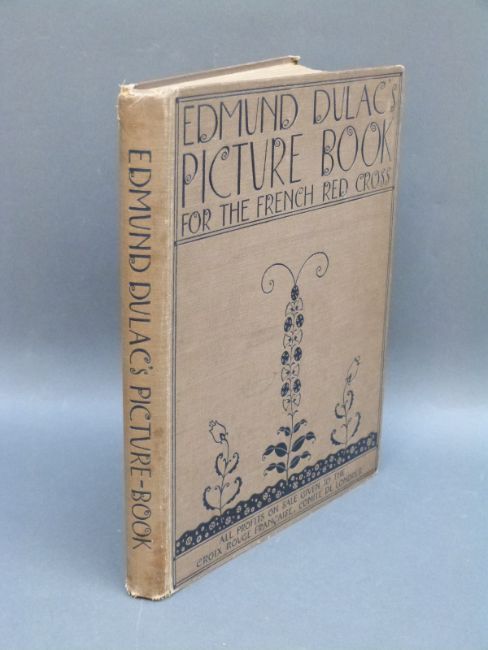 EDMUND DULAC's
PICTURE BOOK
FOR THE FRENCH RED CROSS
ALL PROFITS ON SALE GIVEN TO THE
CROIX ROUGE FRANÇAISE, COMITÉ DE LONDRES
EDMUND DULAC's PICTURE-BOOK